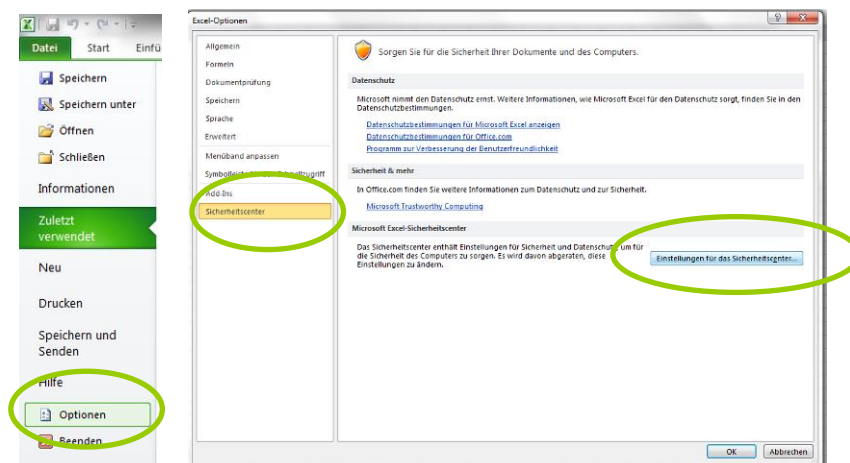 Datei Start Einfü
Speichern
Speichern unter
Öffnen
Schließen
Informationen
Zuletzt
verwendet
Neu
Drucken
Speichern und
Senden
Hilfe
Optionen
Beenden
Excel-Optionen
Allgemein
Formeln
Dokumentprüfung
Speichern
Sprache
Erweitert
Menüband anpassen
Symbolleiste für den Schnellzugriff
Add-Ins
Sicherheitscenter
Sorgen Sie für die Sicherheit Ihrer Dokumente und des Computers.
Datenschutz
Microsoft nimmt den Datenschutz ernst. Weitere Informationen, wie Microsoft Excel für den Datenschutz sorgt, finden Sie in den
Datenschutzbestimmungen.
Datenschutzbestimmungen für Microsoft Excel anzeigen
Datenschutzbestimmungen für Office.com
Programm zur Verbesserung der Benutzerfreundlichkeit
Sicherheit & mehr
In Office.com finden Sie weitere Informationen zum Datenschutz und zur Sicherheit.
Microsoft Trustworthy Computing
Microsoft Excel-Sicherheitscenter
Das Sicherheitscenter enthält Einstellungen für Sicherheit und Datenschutz, um für
die Sicherheit des Computers zu sorgen. Es wird davon abgeraten, diese
Einstellungen zu ändern.
Einstellungen für das Sicherheitscenter...
OK Abbrechen